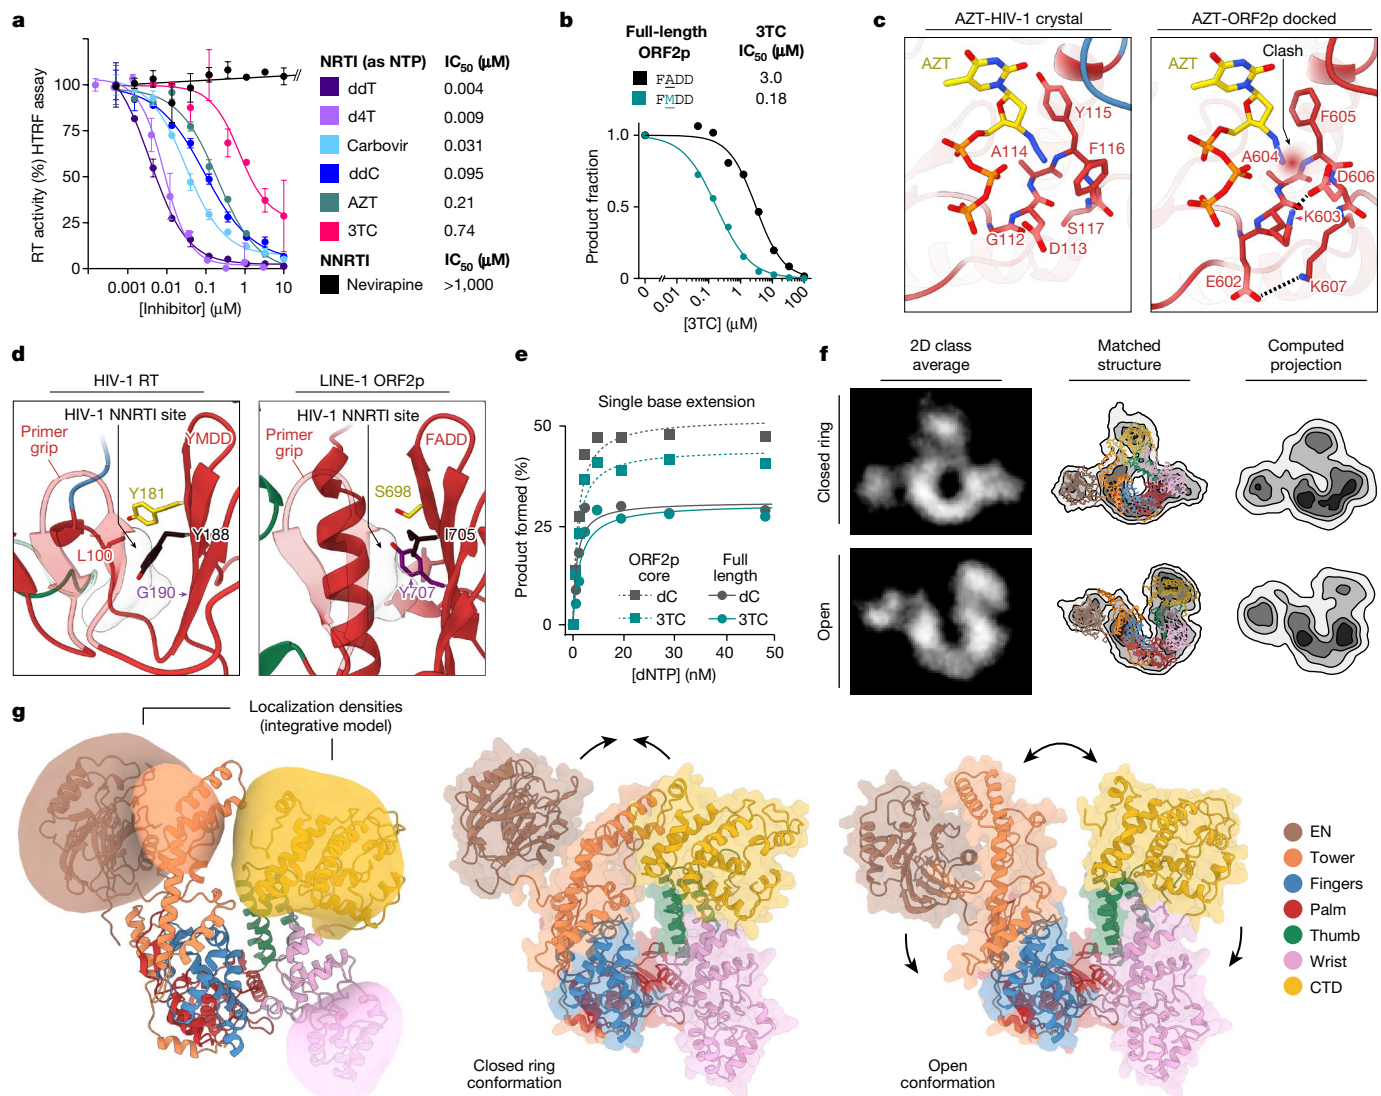 a
RT activity (%) HTRF assay
100
75
50
25
0
0.001 0.01 0.1 1 10
[Inhibitor] (μM)
NRTI (as NTP) IC50 (μM)
ddT 0.004
d4T 0.009
Carbovir 0.031
ddC 0.095
AZT 0.21
3TC 0.74
NNRTI IC50 (μM)
Nevirapine >1,000
b
Full-length ORF2p
3TC IC50 (μM)
FADD 3.0
FMDD 0.18
Product fraction
1.0
0.5
0
0 0.01 0.1 1 10 100
[3TC] (μM)
c
AZT-HIV-1 crystal
AZT
Y115
A114
F116
S117
G112
D113
AZT-ORF2p docked
Clash
AZT
F605
A604
D606
K603
E602
K607
d
HIV-1 RT
HIV-1 NNRTI site
Primer
grip
YMDD
Y181
Y188
L100
G190
LINE-1 ORF2p
HIV-1 NNRTI site
Primer
grip
FADD
S698
I705
Y707
e
Single base extension
Product formed (%)
50
25
0
ORF2p core
Full length
dC dC
3TC 3TC
0 10 20 30 40 50
[dNTP] (nM)
f
2D class
average
Matched
structure
Computed
projection
Closed ring
Open
g
Localization densities
(integrative model)
Closed ring
conformation
Open
conformation
EN
Tower
Fingers
Palm
Thumb
Wrist
CTD